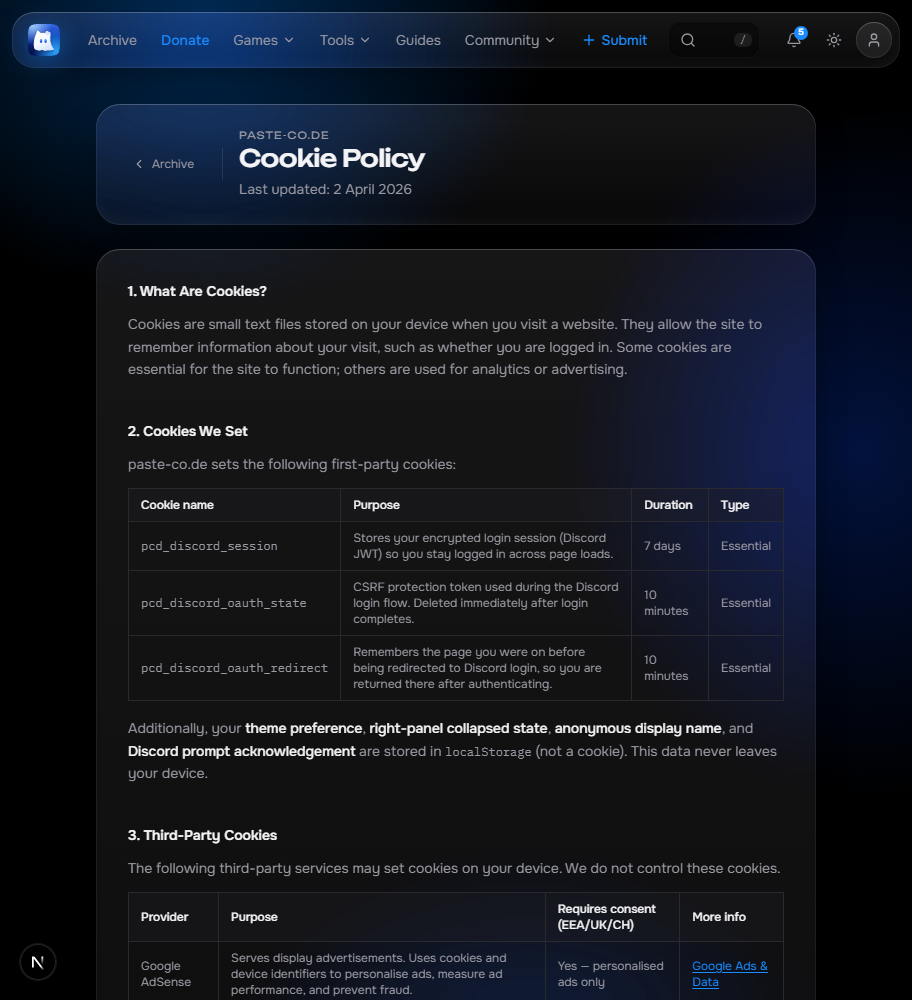 Archive Donate Games Tools Guides Community + Submit / 5
PASTE-CO.DE
Archive
Cookie Policy
Last updated: 2 April 2026
1. What Are Cookies?
Cookies are small text files stored on your device when you visit a website. They allow the site to
remember information about your visit, such as whether you are logged in. Some cookies are
essential for the site to function; others are used for analytics or advertising.
2. Cookies We Set
paste-co.de sets the following first-party cookies:
Cookie name Purpose Duration Type
pcd_discord_session
Stores your encrypted login session (Discord
JWT) so you stay logged in across page loads.
7 days
Essential
pcd_discord_oauth_state
CSRF protection token used during the Discord
login flow. Deleted immediately after login
completes.
10
minutes
Essential
pcd_discord_oauth_redirect
Remembers the page you were on before
being redirected to Discord login, so you are
returned there after authenticating.
10
minutes
Essential
Additionally, your theme preference, right-panel collapsed state, anonymous display name, and
Discord prompt acknowledgement are stored in localStorage (not a cookie). This data never leaves
your device.
3. Third-Party Cookies
The following third-party services may set cookies on your device. We do not control these cookies.
Provider
Purpose
Requires consent
(EEA/UK/CH)
More info
Google
AdSense
Serves display advertisements. Uses cookies and
device identifiers to personalise ads, measure ad
performance, and prevent fraud.
Yes — personalised
ads only
Google Ads &
Data
N